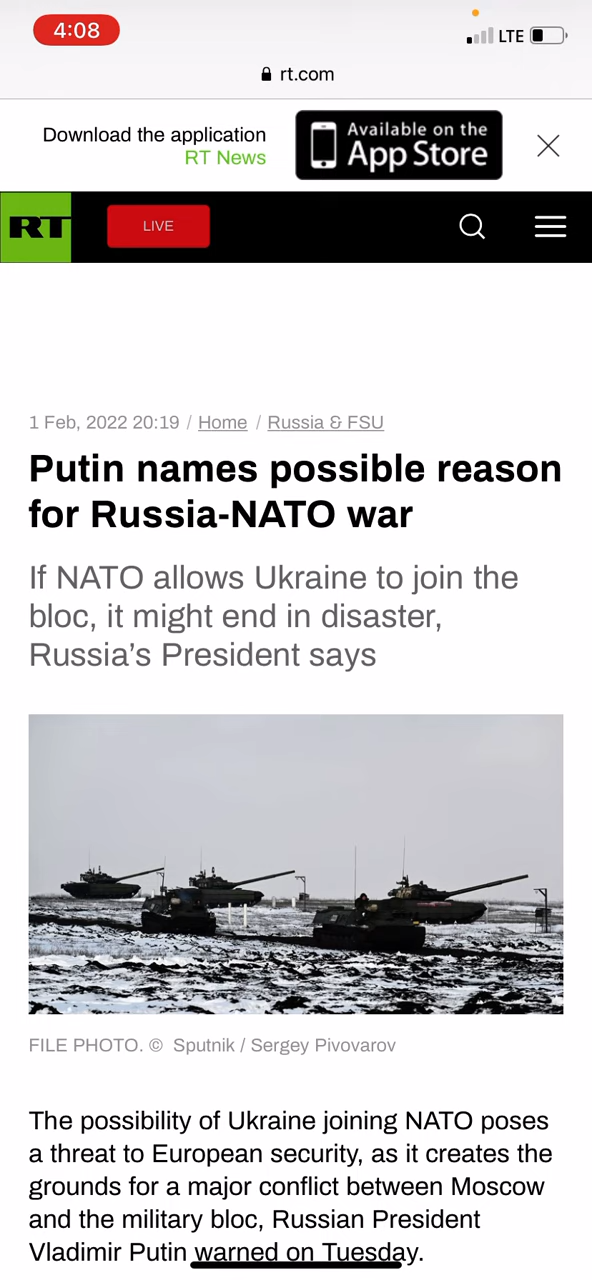 4:08
LTE
rt.com
Download the application
RT News
Available on the
App Store
RT
LIVE
1 Feb, 2022 20:19 / Home / Russia & FSU
Putin names possible reason
for Russia-NATO war
If NATO allows Ukraine to join the
bloc, it might end in disaster,
Russia’s President says
FILE PHOTO. © Sputnik / Sergey Pivovarov
The possibility of Ukraine joining NATO poses
a threat to European security, as it creates the
grounds for a major conflict between Moscow
and the military bloc, Russian President
Vladimir Putin warned on Tuesday.